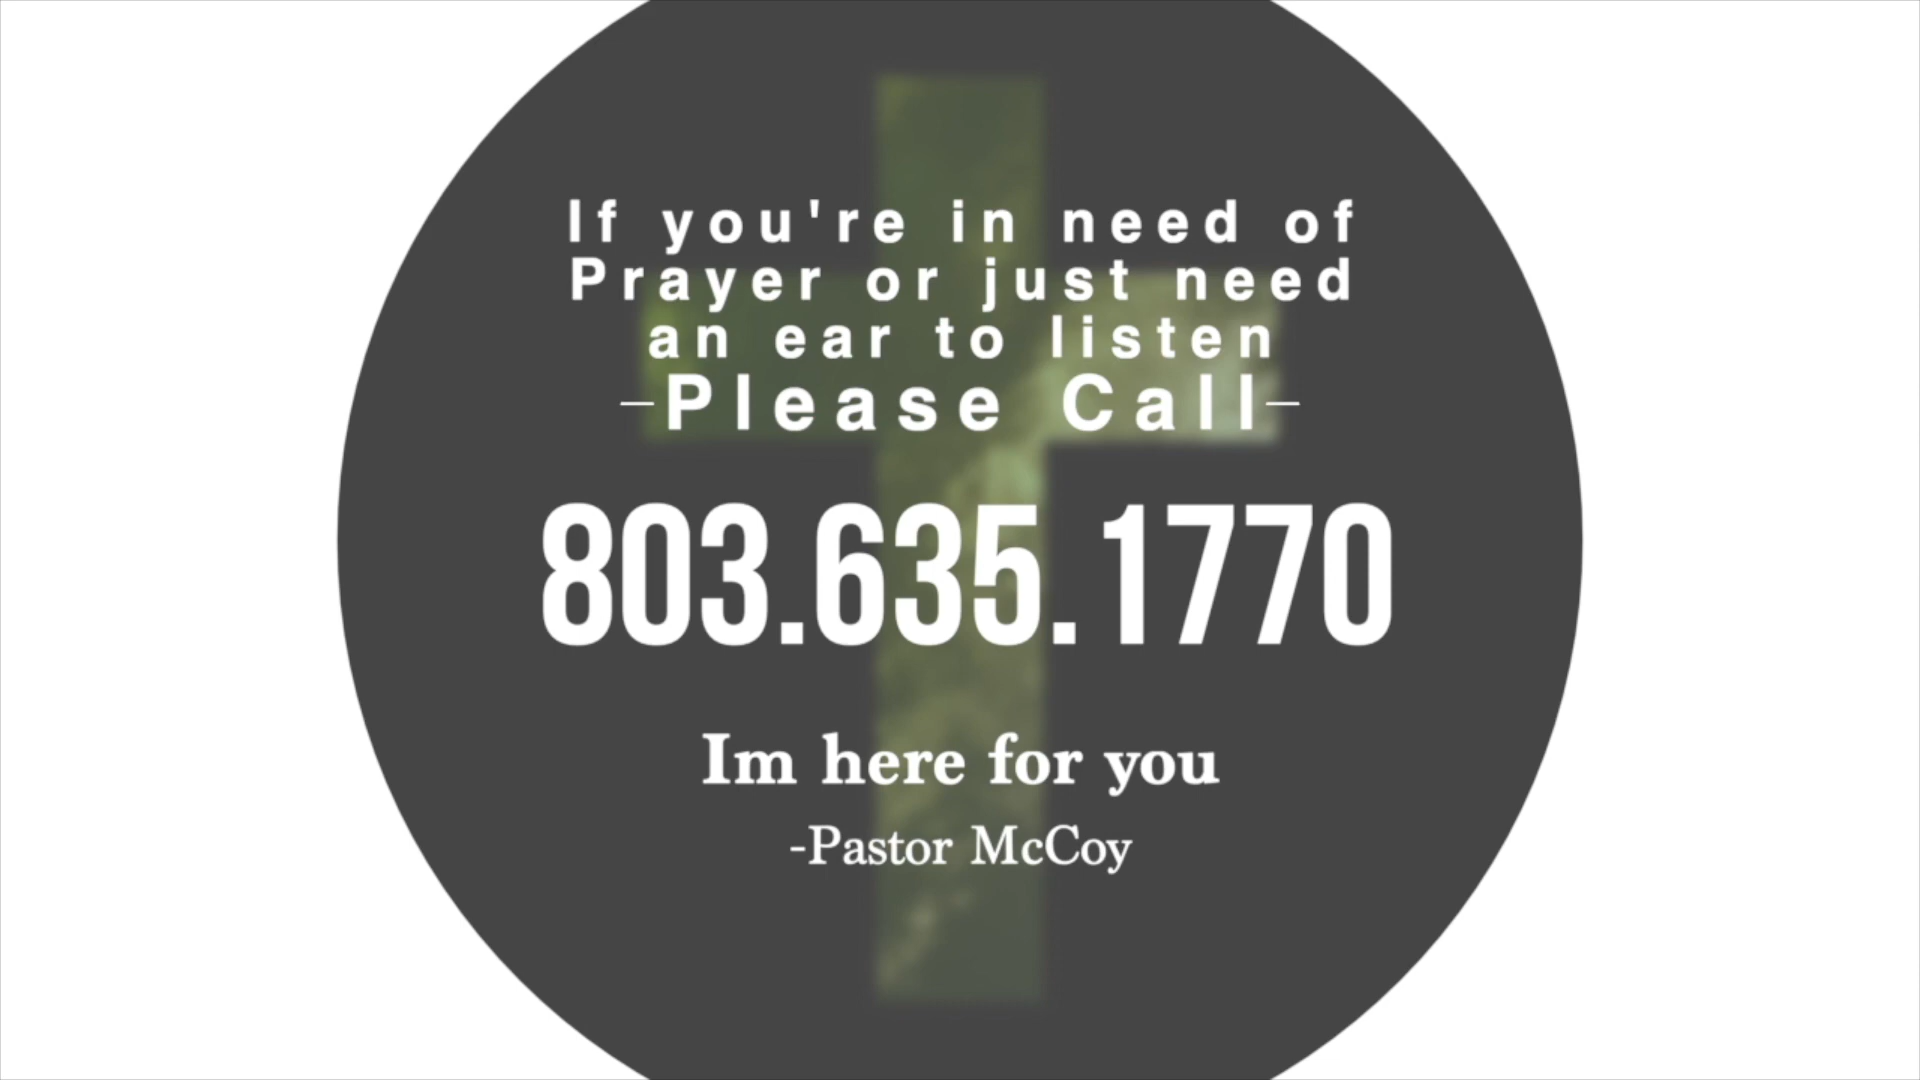 If you're in need of
Prayer or just need
an ear to listen
–Please Call–
803.635.1770
Im here for you
-Pastor McCoy